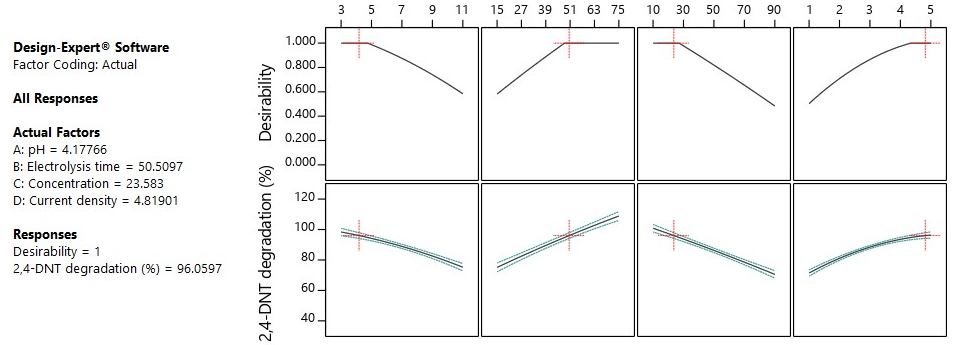 3 5 7 9 11 15 27 39 51 63 75 10 30 50 70 90 1 2 3 4 5
Design-Expert® Software
Factor Coding: Actual
All Responses
Actual Factors
A: pH = 4.17766
B: Electrolysis time = 50.5097
C: Concentration = 23.583
D: Current density = 4.81901
Responses
Desirability = 1
2,4-DNT degradation (%) = 96.0597
Desirability
1.000
0.800
0.600
0.400
0.200
0.000
2,4-DNT degradation (%)
120
100
80
60
40